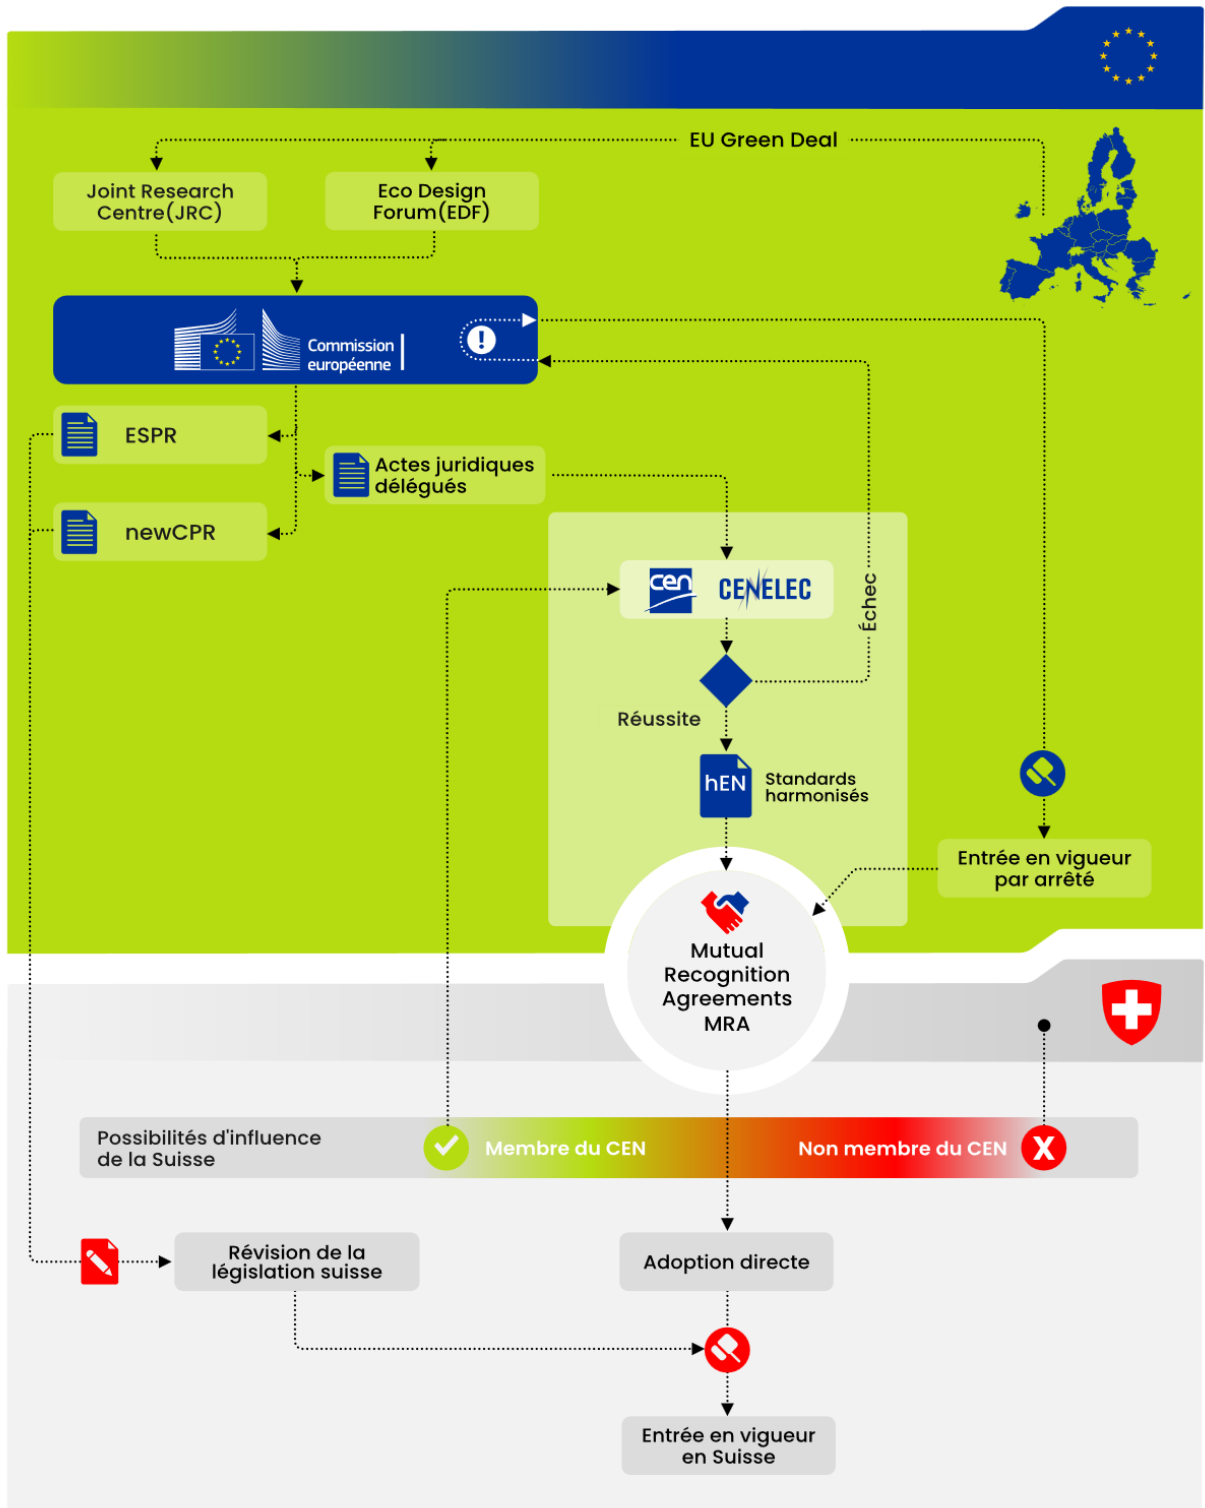 EU Green Deal
Joint Research
Centre(JRC)
Eco Design
Forum(EDF)
Commission
européenne
!
ESPR
Actes juridiques
délégués
newCPR
cen
CENELEC
Échec
Réussite
hEN
Standards
harmonisés
Entrée en vigueur
par arrêté
Mutual
Recognition
Agreements
MRA
Possibilités d'influence
de la Suisse
Membre du CEN
Non membre du CEN
X
Révision de la
législation suisse
Adoption directe
Entrée en vigueur
en Suisse